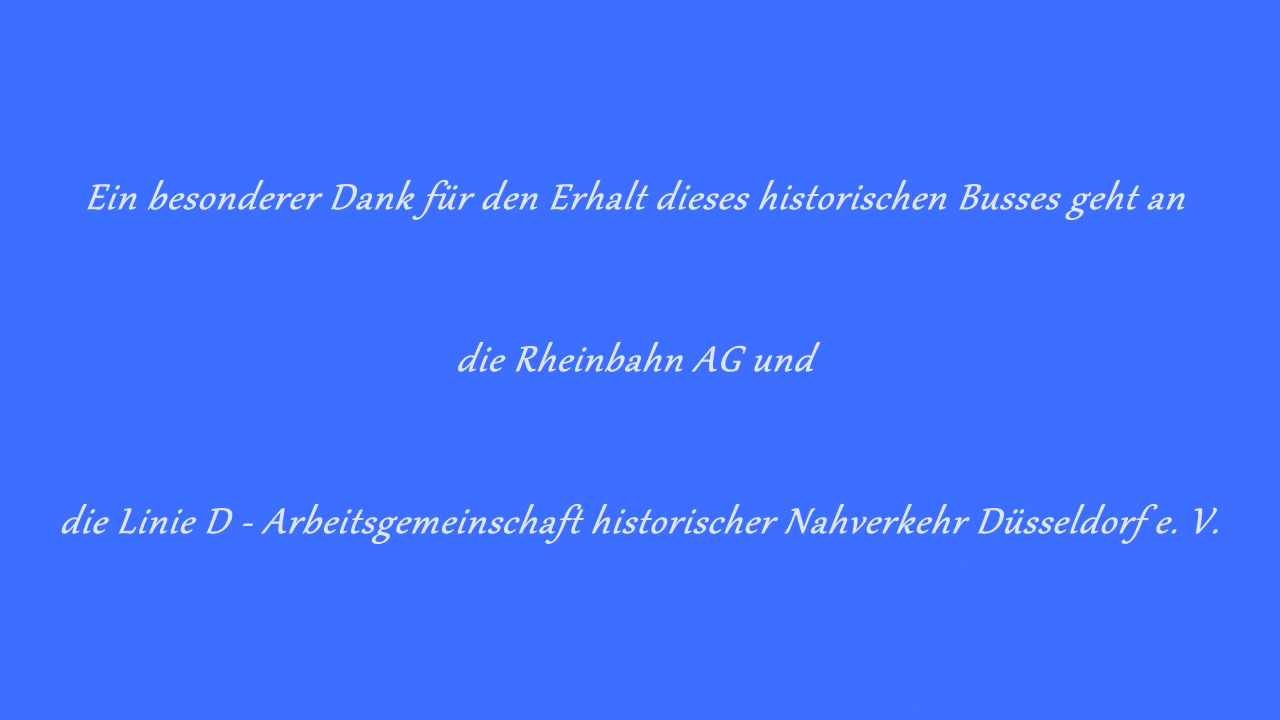 Ein besonderer Dank für den Erhalt dieses historischen Busses geht an
die Rheinbahn AG und
die Linie D - Arbeitsgemeinschaft historischer Nahverkehr Düsseldorf e. V.